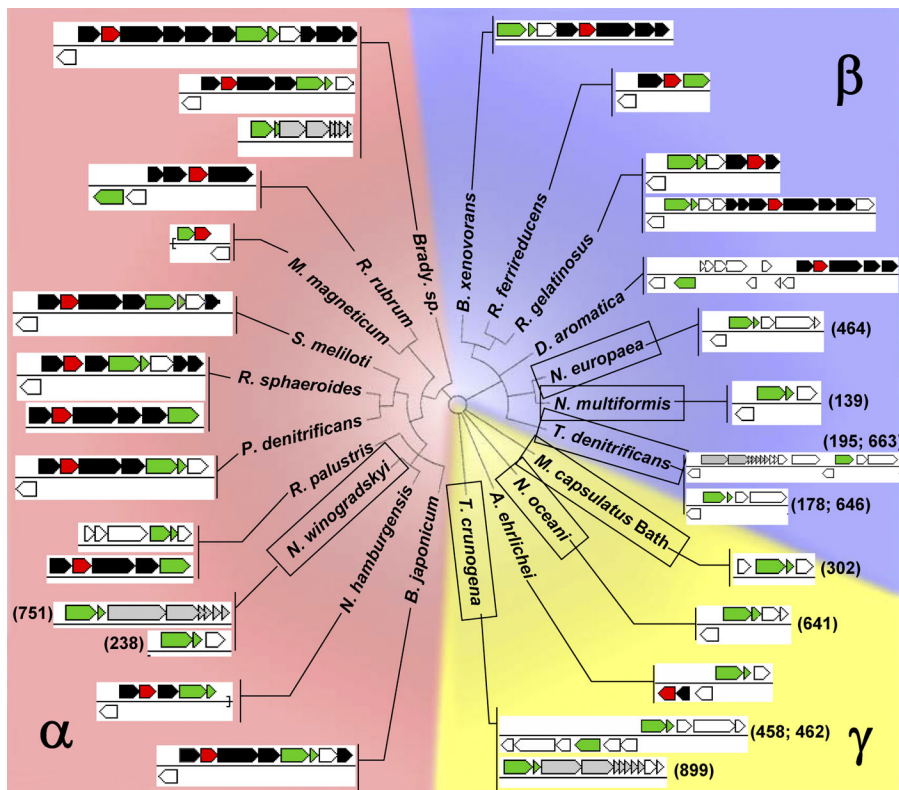 β
α
γ
Brady. sp.
R. rubrum
M. magneticum
S. meliloti
R. sphaeroides
P. denitrificans
R. palustris
N. winogradskyi
N. hamburgensis
B. japonicum
B. xenovorans
R. ferrireducens
R. gelatinosus
D. aromatica
N. europaea
N. multiformis
T. denitrificans
M. capsulatus Bath
N. oceani
A. ehrlichei
T. crunogena
(464)
(139)
(195; 663)
(178; 646)
(302)
(641)
(458; 462)
(899)
(751)
(238)